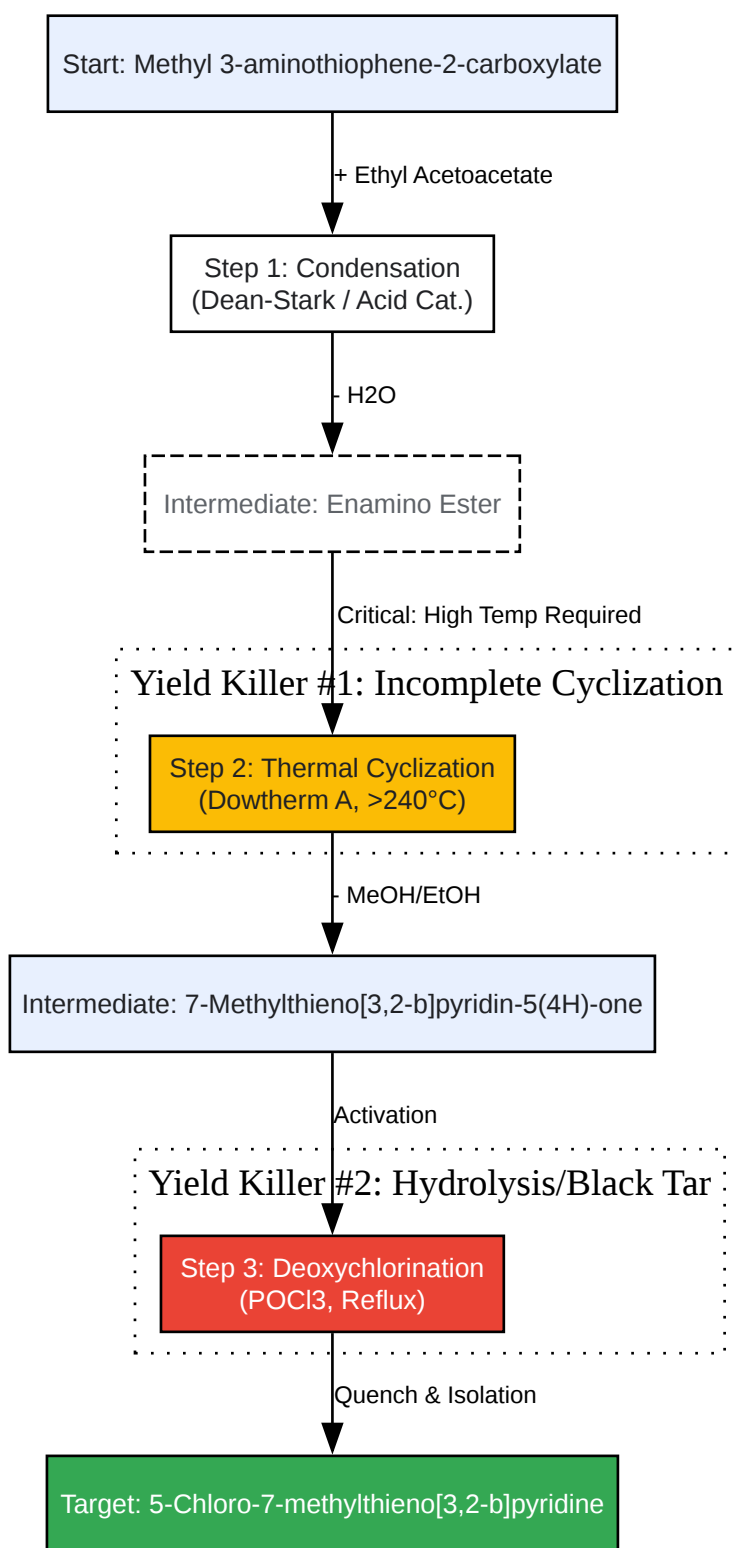 Start: Methyl 3-aminothiophene-2-carboxylate
+ Ethyl Acetoacetate
Step 1: Condensation
(Dean-Stark / Acid Cat.)
- H2O
Intermediate: Enamino Ester
Critical: High Temp Required
Yield Killer #1: Incomplete Cyclization
Step 2: Thermal Cyclization
(Dowtherm A, >240°C)
- MeOH/EtOH
Intermediate: 7-Methylthieno[3,2-b]pyridin-5(4H)-one
Activation
Yield Killer #2: Hydrolysis/Black Tar
Step 3: Deoxychlorination
(POCl3, Reflux)
Quench & Isolation
Target: 5-Chloro-7-methylthieno[3,2-b]pyridine